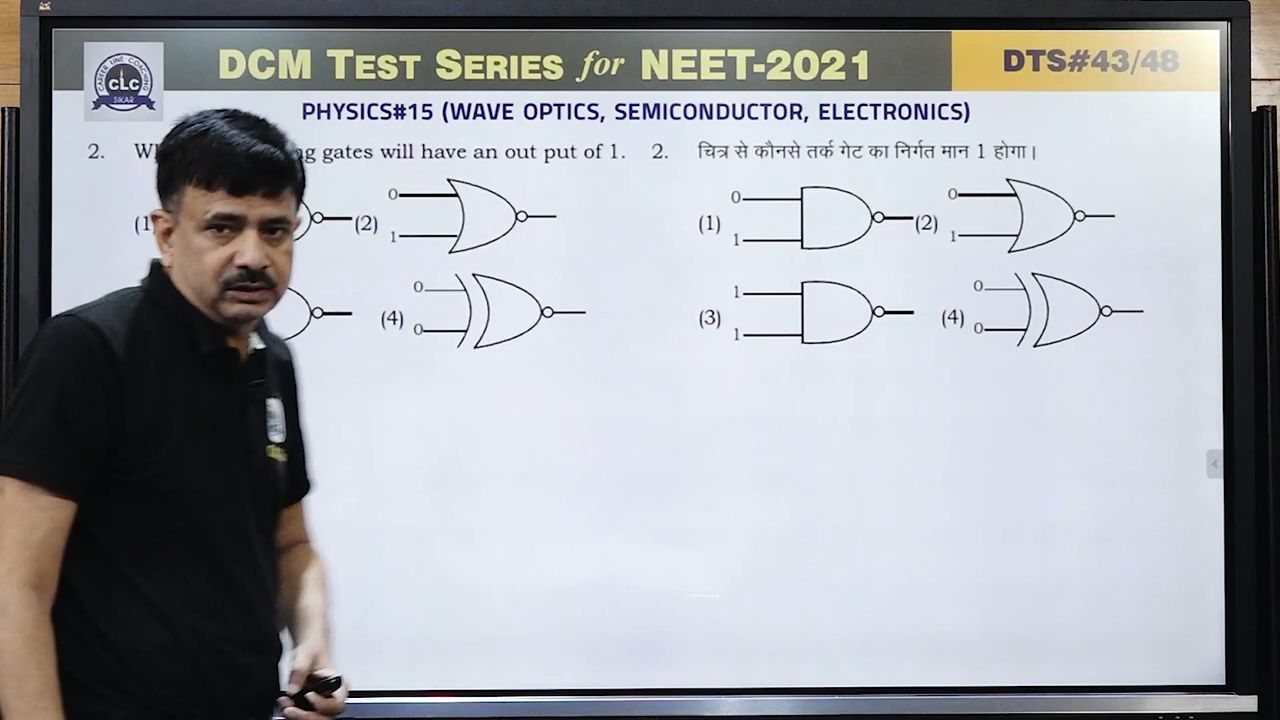 DCM TEST SERIES for NEET-2021
DTS#43/48
CAREER LINE COACHING
CLC
SIKAR
PHYSICS#15 (WAVE OPTICS, SEMICONDUCTOR, ELECTRONICS)
2. gates will have an out put of 1.
(1
(2) 0
1
(4) 0
0
2. चित्र से कौनसे तर्क गेट का निर्गत मान 1 होगा।
(1) 0
1
(2) 0
1
(3) 1
1
(4) 0
0